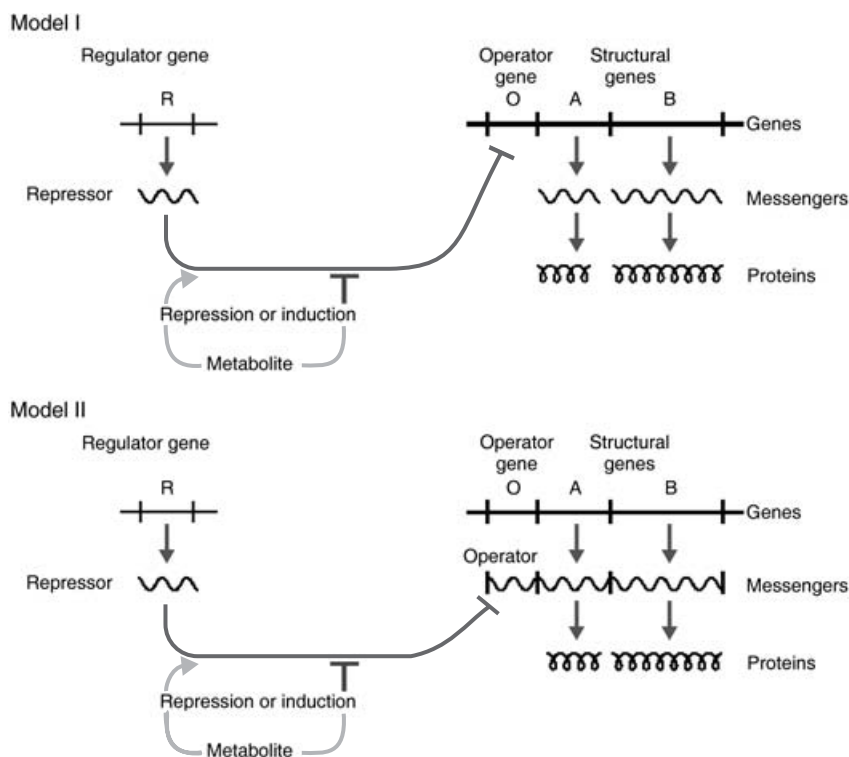 Model I
Regulator gene
Operator
gene
Structural
genes
R
O
A
B
Genes
Repressor
Messengers
Proteins
Repression or induction
Metabolite
Model II
Regulator gene
Operator
gene
Structural
genes
R
O
A
B
Genes
Operator
Repressor
Messengers
Proteins
Repression or induction
Metabolite